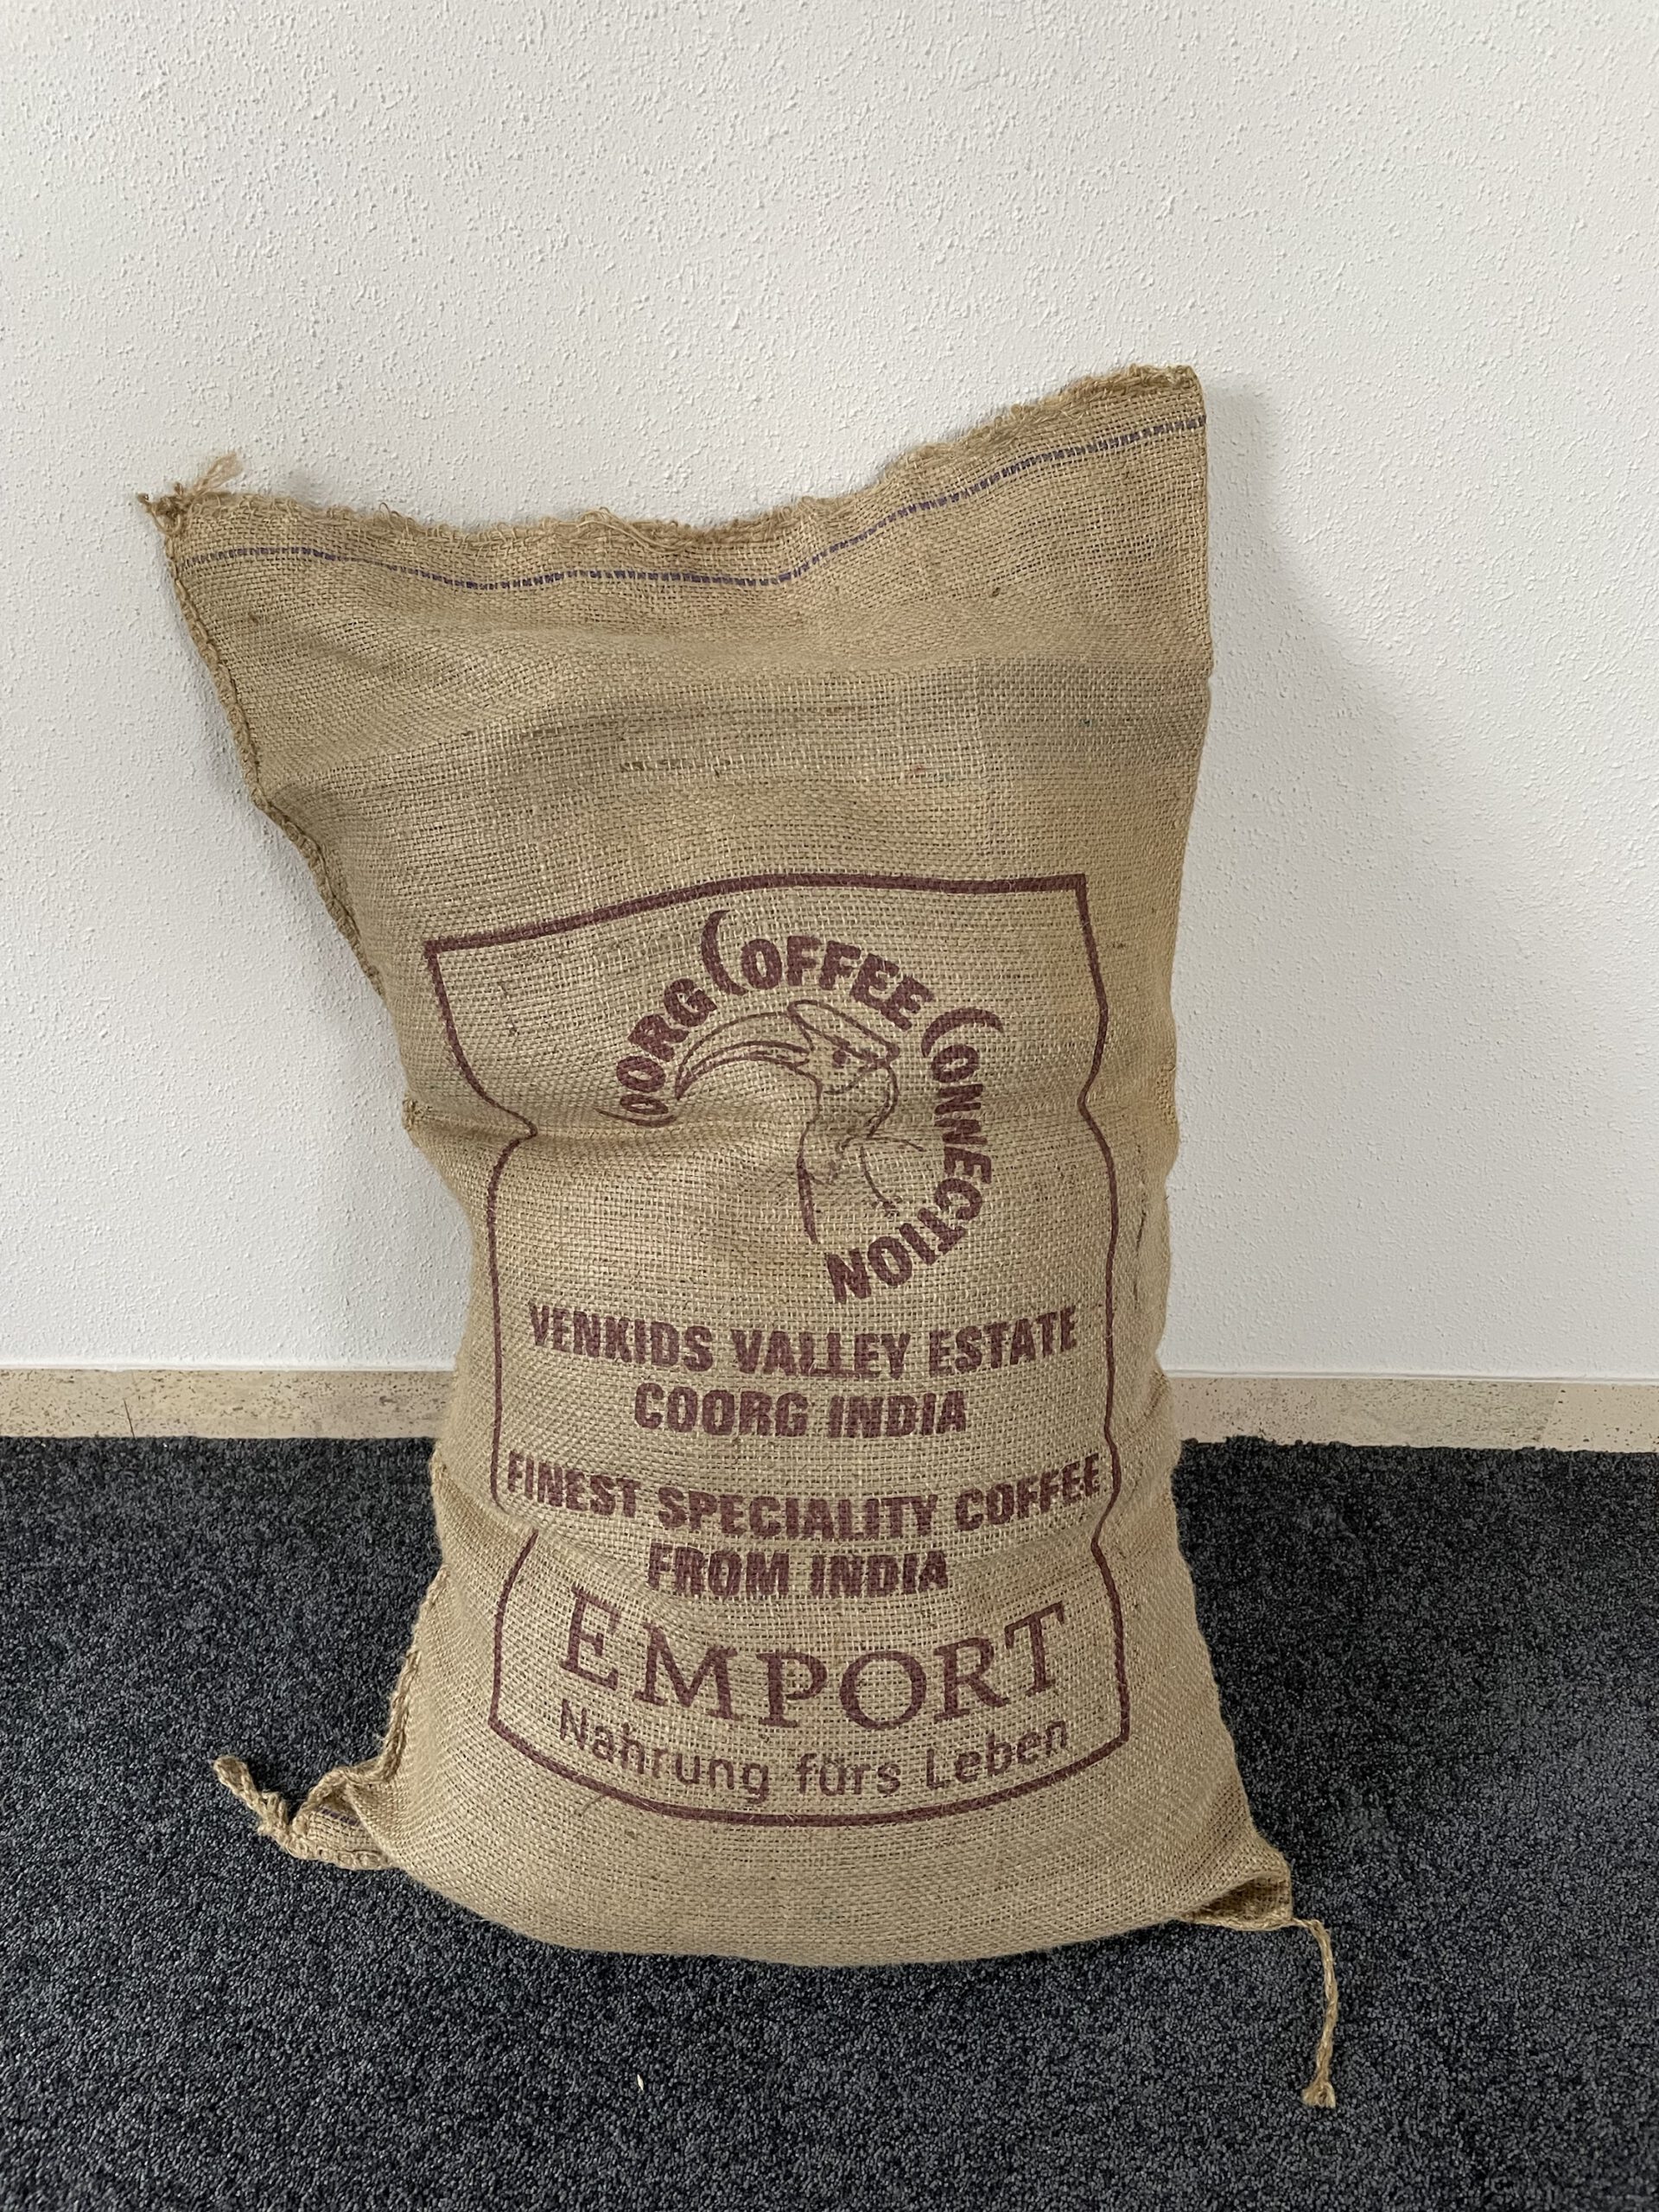 COORG COFFEE CONNECTION
VENKIDS VALLEY ESTATE
COORG INDIA
FINEST SPECIALITY COFFEE
FROM INDIA
EMPORT
Nahrung fürs Leben